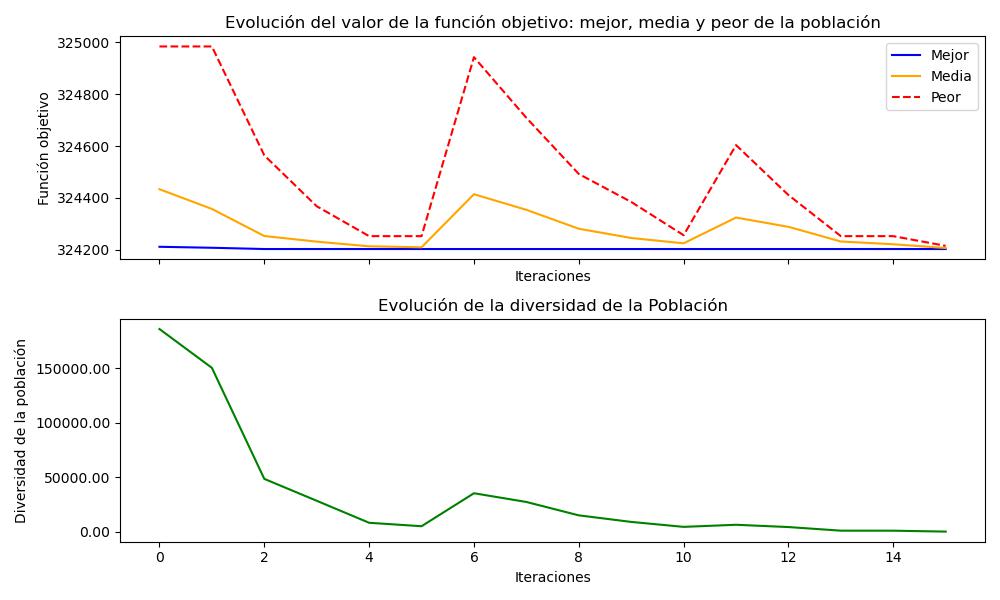 Evolución del valor de la función objetivo: mejor, media y peor de la población
325000
324800
324600
324400
324200
Función objetivo
Mejor
Media
Peor
Iteraciones
Evolución de la diversidad de la Población
150000.00
100000.00
50000.00
0.00
Diversidad de la población
0 2 4 6 8 10 12 14
Iteraciones